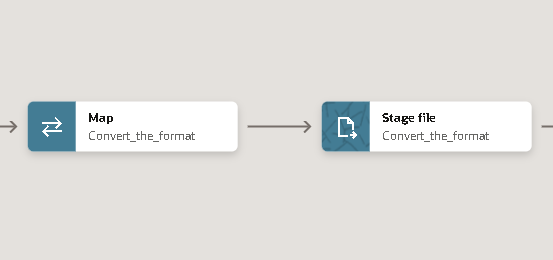 Map
Convert_the_format
Stage file
Convert_the_format